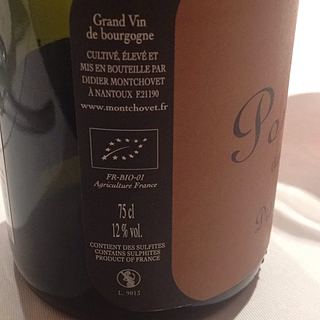 Grand Vin
de bourgogne
CULTIVÉ, ÉLEVÉ ET
MIS EN BOUTEILLE PAR
DIDIER MONTCHOVET
À NANTOUX F21190
www.montchovet.fr
FR-BIO-01
Agriculture France
75 cl
12 % vol.
CONTIENT DES SULFITES
CONTAINS SULPHITES
PRODUCT OF FRANCE
L. 9013